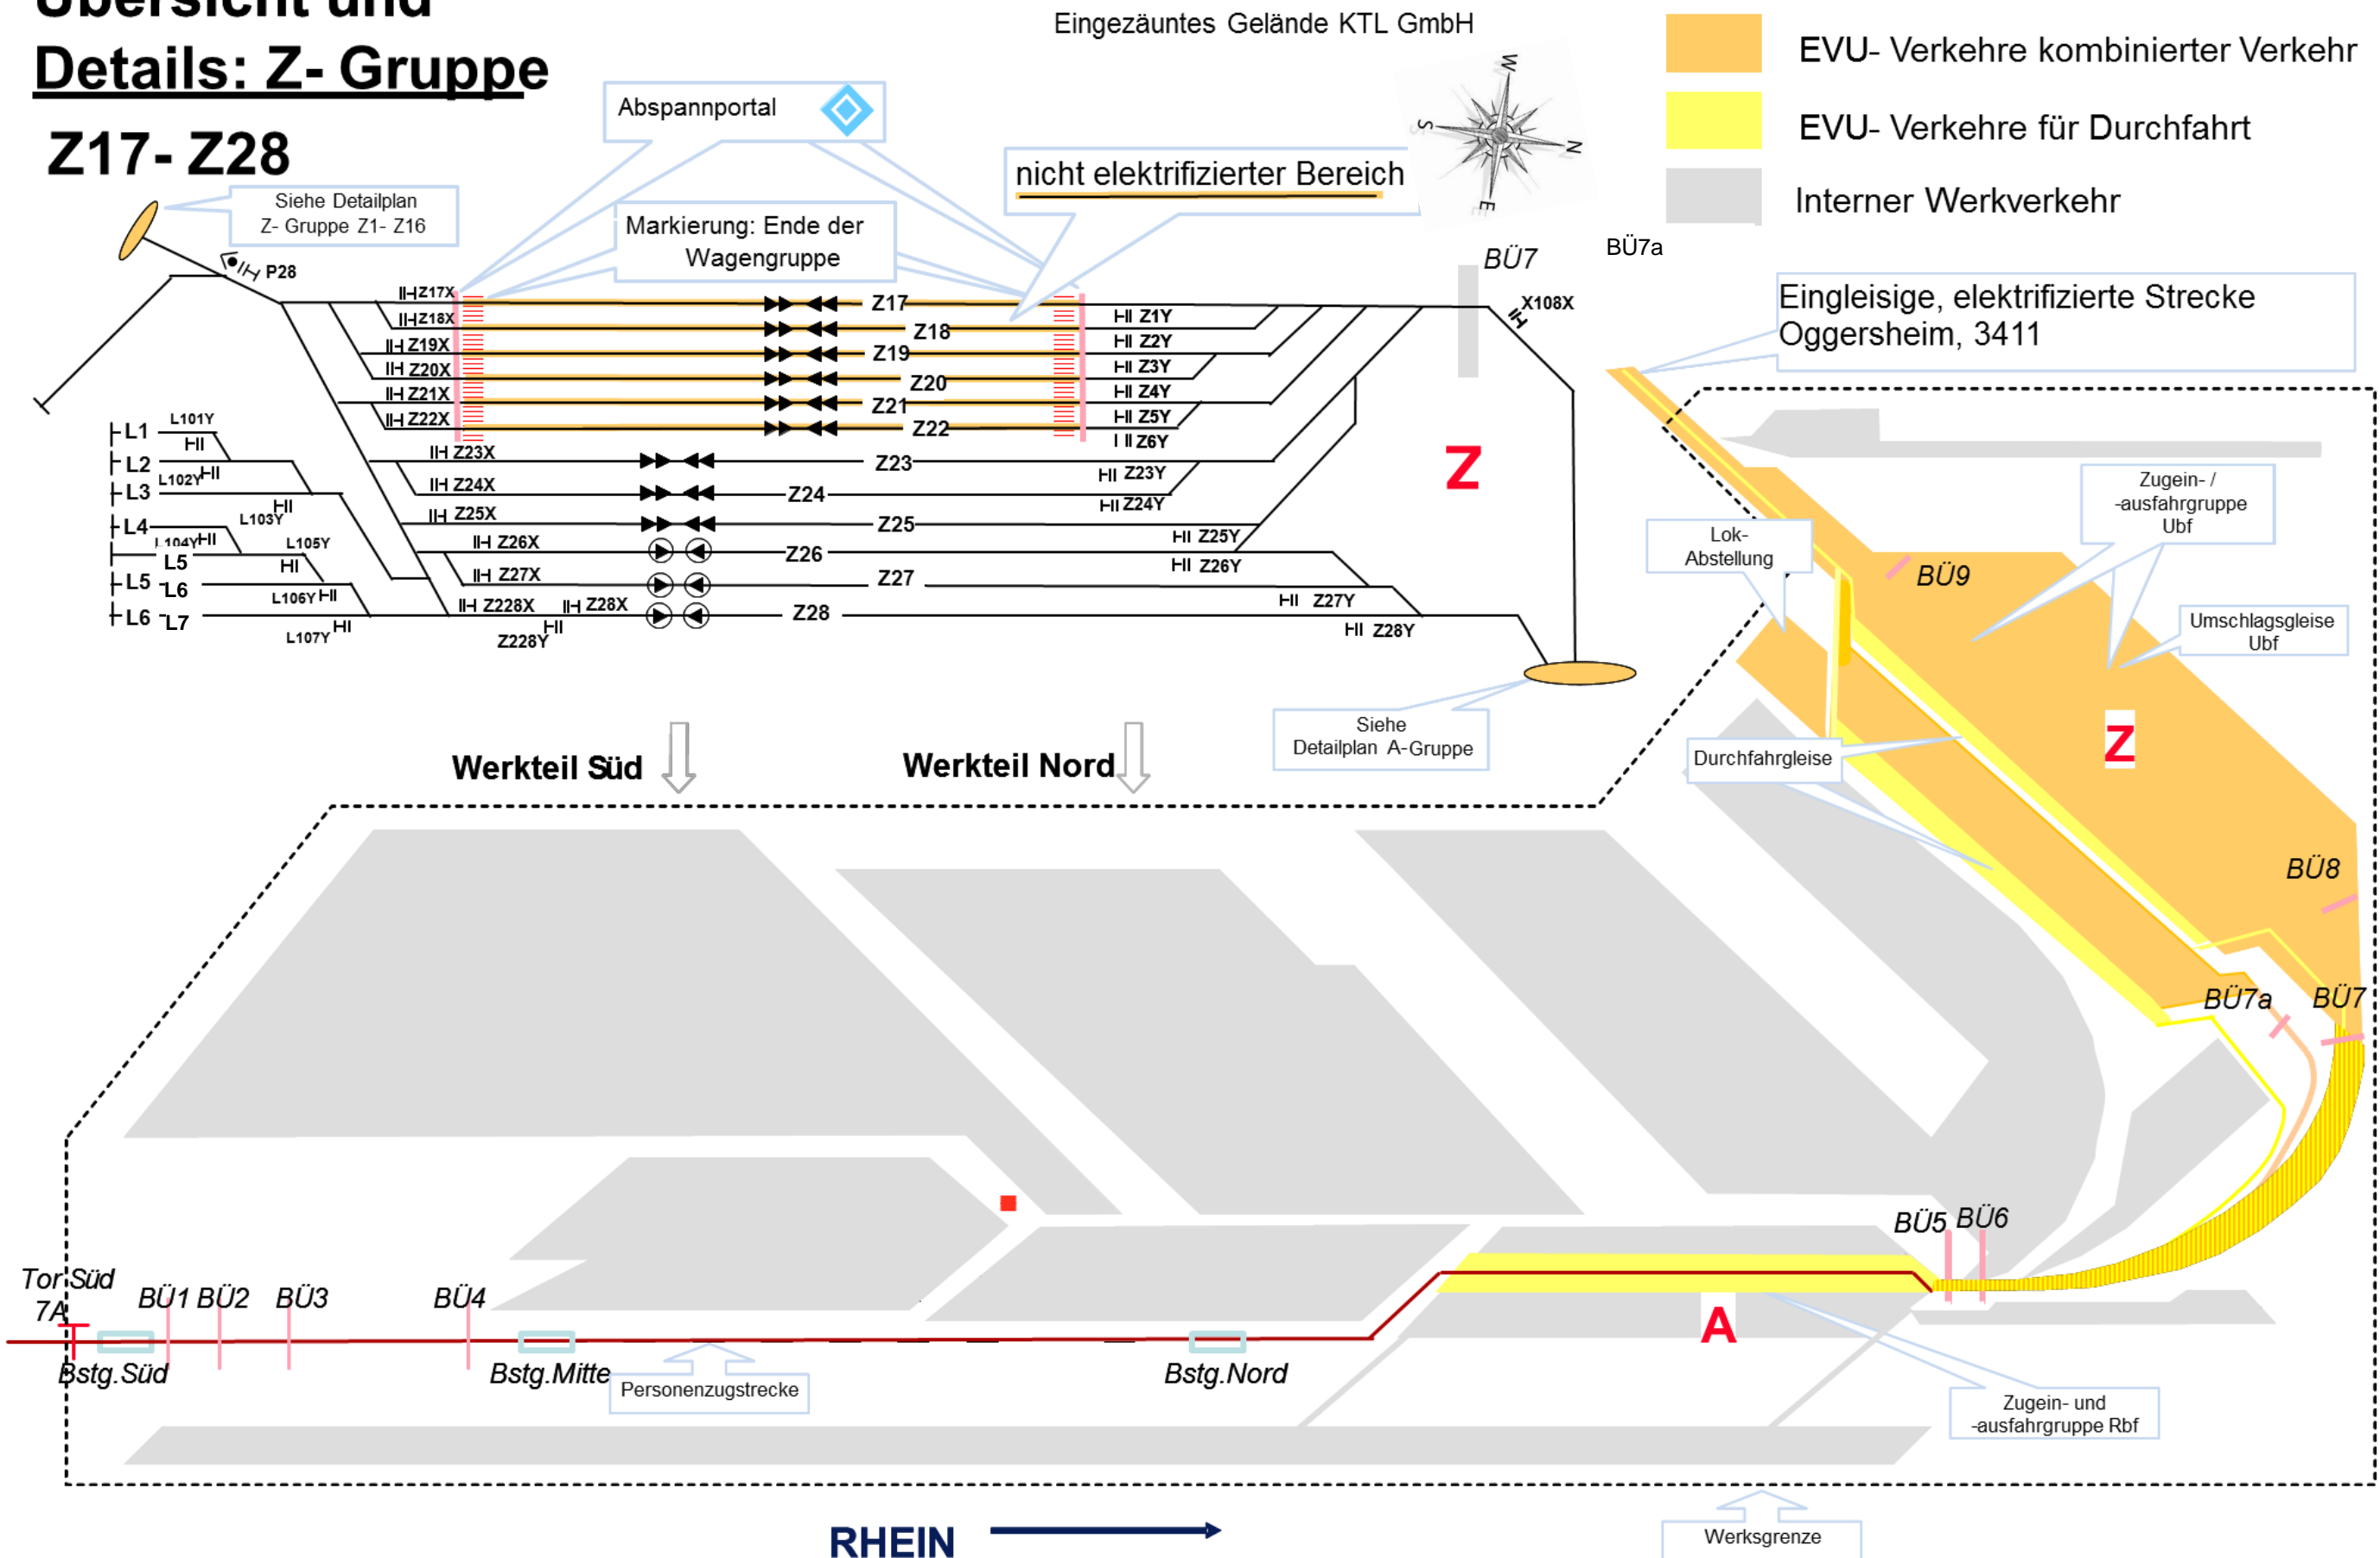 Übersicht und
Details: Z- Gruppe
Z17- Z28
Eingezäuntes Gelände KTL GmbH
EVU- Verkehre kombinierter Verkehr
EVU- Verkehre für Durchfahrt
Interner Werkverkehr
W
S
N
E
Abspannportal
nicht elektrifizierter Bereich
Siehe Detailplan
Z- Gruppe Z1- Z16
Markierung: Ende der
Wagengruppe
P28
BÜ7
BÜ7a
X108X
Eingleisige, elektrifizierte Strecke
Oggersheim, 3411
Z17X
Z17
Z1Y
Z18X
Z18
Z2Y
Z19X
Z19
Z3Y
Z20X
Z20
Z4Y
Z21X
Z21
Z5Y
Z22X
Z22
Z6Y
Z23X
Z23
Z23Y
Z24X
Z24
Z24Y
Z25X
Z25
Z25Y
Z26X
Z26
Z26Y
Z27X
Z27
Z27Y
Z228X
Z28X
Z28
Z28Y
Z228Y
L101Y
L1
L2
L102Y
L3
L103Y
L4
L104Y
L105Y
L5
L5
L6
L106Y
L6
L7
L107Y
Z
Siehe
Detailplan A-Gruppe
Werkteil Süd
Werkteil Nord
Zugein- /
-ausfahrgruppe
Ubf
Lok-
Abstellung
BÜ9
Umschlagsgleise
Ubf
Z
Durchfahrgleise
BÜ8
BÜ7a
BÜ7
BÜ5
BÜ6
Tor Süd
7A
BÜ1
BÜ2
BÜ3
BÜ4
A
Bstg.Süd
Bstg.Mitte
Bstg.Nord
Personenzugstrecke
Zugein- und
-ausfahrgruppe Rbf
RHEIN
Werksgrenze